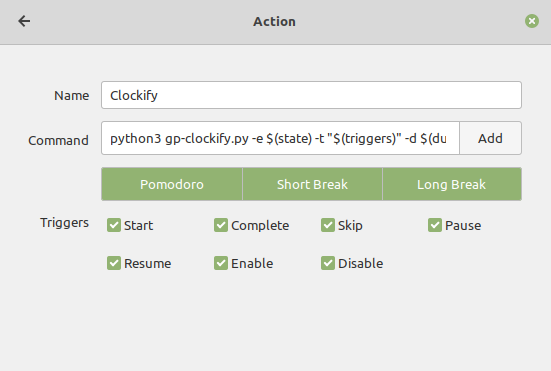 Action
Name Clockify
Command python3 gp-clockify.py -e $(state) -t "$(triggers)" -d $(du Add
Pomodoro Short Break Long Break
Triggers Start Complete Skip Pause
Resume Enable Disable